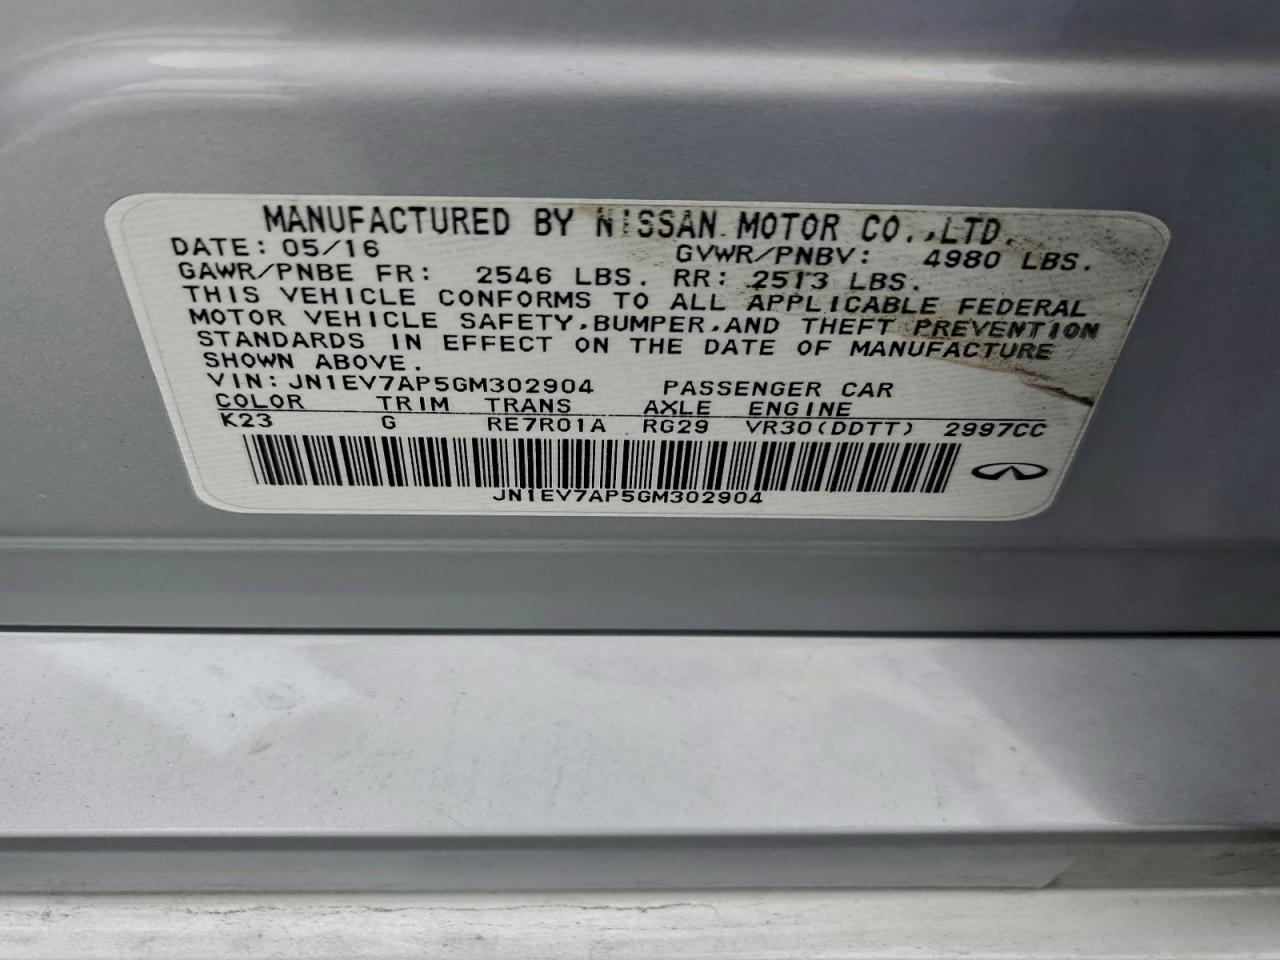 MANUFACTURED BY NISSAN MOTOR CO.,LTD.
DATE: 05/16 GVWR/PNBV: 4980 LBS.
GAWR/PNBE FR: 2546 LBS. RR: 2513 LBS.
THIS VEHICLE CONFORMS TO ALL APPLICABLE FEDERAL
MOTOR VEHICLE SAFETY,BUMPER,AND THEFT PREVENTION
STANDARDS IN EFFECT ON THE DATE OF MANUFACTURE
SHOWN ABOVE.
VIN: JN1EV7AP5GM302904 PASSENGER CAR
COLOR TRIM TRANS AXLE ENGINE
K23 G RE7R01A RG29 VR30(DDTT) 2997CC
JN1EV7AP5GM302904